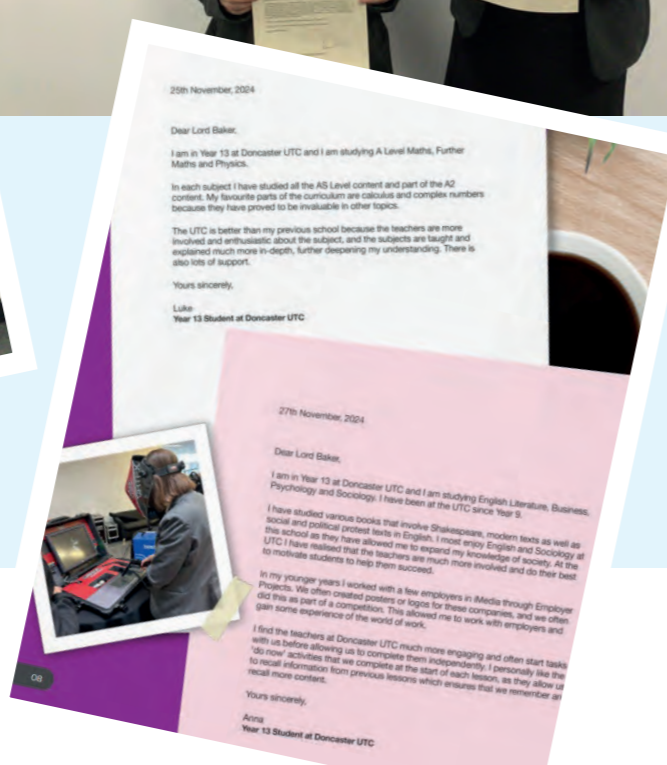 25th November, 2024
Dear Lord Baker,
I am in Year 13 at Doncaster UTC and I am studying A Level Maths, Further
Maths and Physics.
In each subject I have studied all the AS Level content and part of the A2
content. My favourite parts of the curriculum are calculus and complex numbers
because they have proved to be invaluable in other topics.
The UTC is better than my previous school because the teachers are more
involved and enthusiastic about the subject, and the subjects are taught and
explained much more in-depth, further deepening my understanding. There is
also lots of support.
Yours sincerely,
Luke
Year 13 Student at Doncaster UTC
27th November, 2024
Dear Lord Baker,
I am in Year 13 at Doncaster UTC and I am studying English Literature, Business,
Psychology and Sociology. I have been at the UTC since Year 9.
I have studied various books that involve Shakespeare, modern texts as well as
social and political protest texts in English. I most enjoy English and Sociology at
this school as they have allowed me to expand my knowledge of society. At the
UTC I have realised that the teachers are much more involved and do their best
to motivate students to help them succeed.
In my younger years I worked with a few employers in iMedia through Employer
Projects. We often created posters or logos for these companies, and we often
did this as part of a competition. This allowed me to work with employers and
gain some experience of the world of work.
I find the teachers at Doncaster UTC much more engaging and often start tasks
with us before allowing us to complete them independently. I personally like the
'do now' activities that we complete at the start of each lesson, as they allow us
to recall information from previous lessons which ensures that we remember an
recall more content.
Yours sincerely,
Anna
Year 13 Student at Doncaster UTC
08